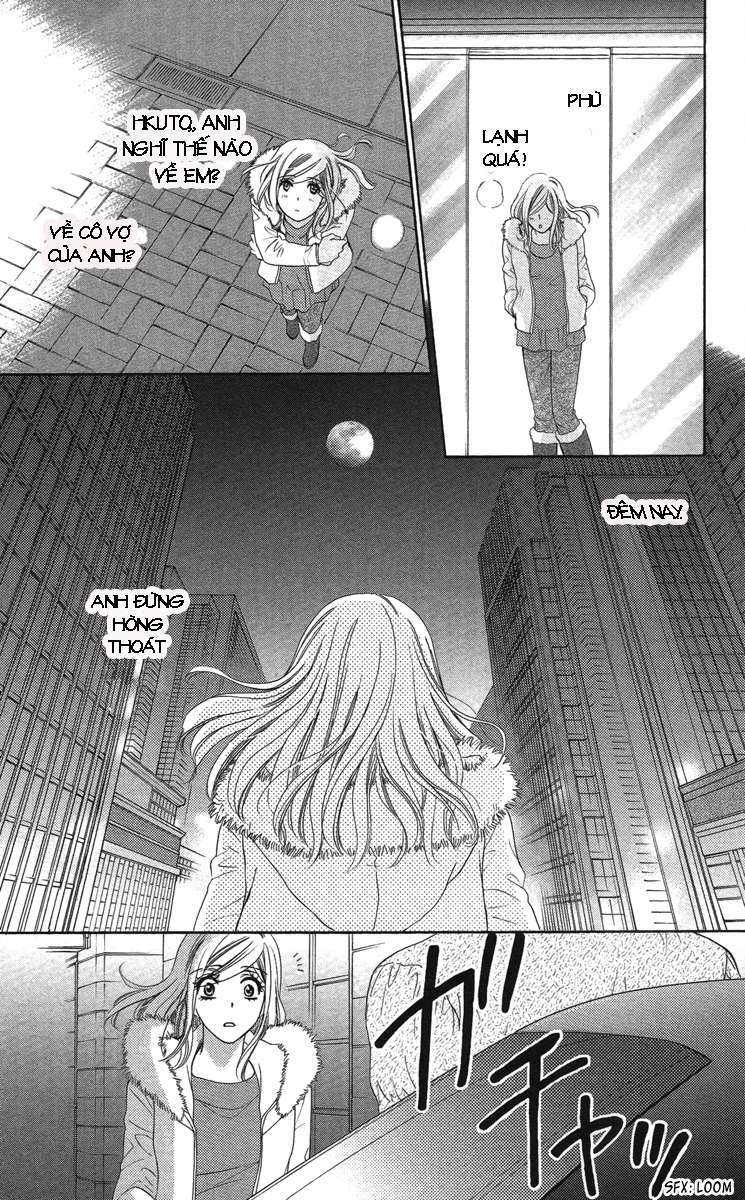 PHÙ
LẠNH
QUÁ!
HKUTO, ANH
NGHĨ THẾ NÀO
VỀ EM?
VỀ CÔ VỢ
CỦA ANH?
ĐÊM NAY.
ANH ĐỪNG
HÒNG
THOÁT
ガチャッ
SFX: LOOM